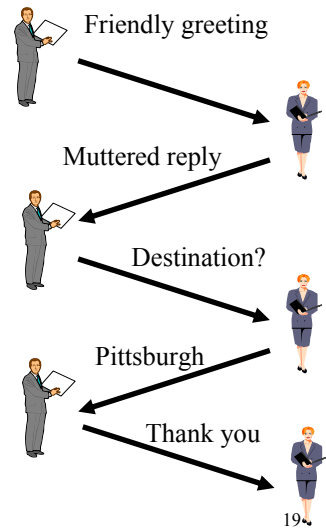 Friendly greeting
Muttered reply
Destination?
Pittsburgh
Thank you
19